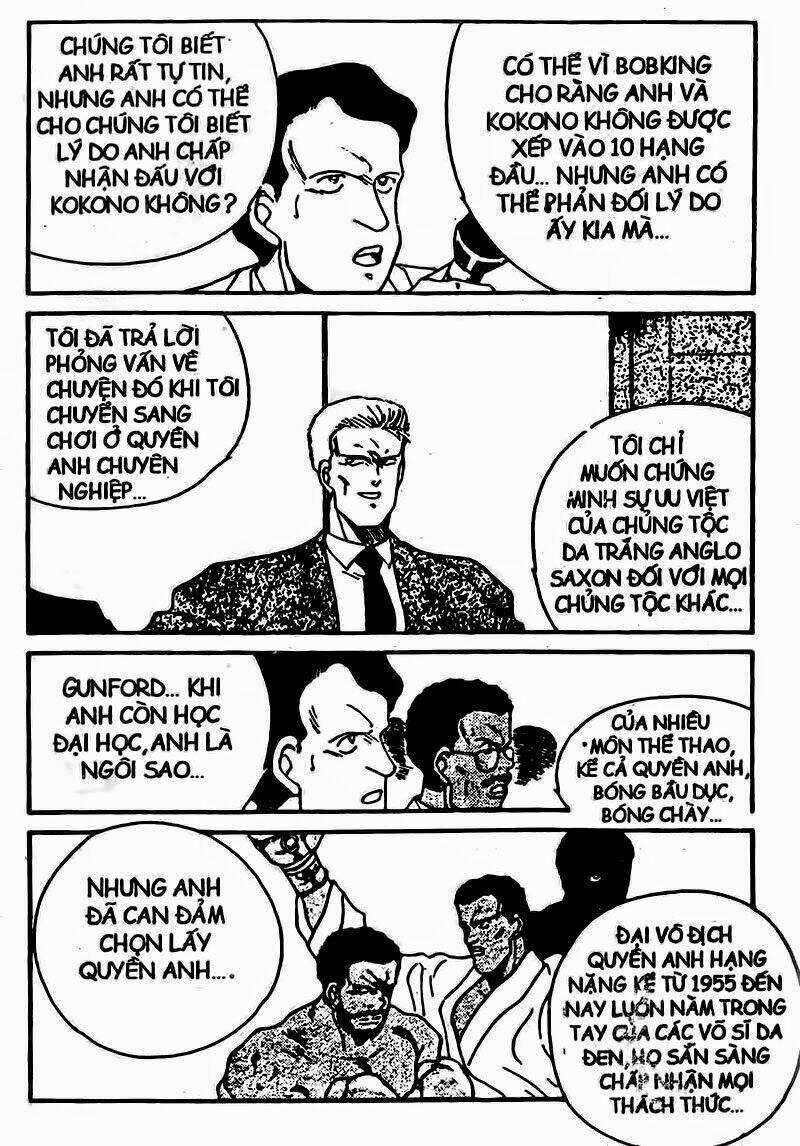 CHÚNG TÔI BIẾT
ANH RẤT TỰ TIN,
NHƯNG ANH CÓ THỂ
CHO CHÚNG TÔI BIẾT
LÝ DO ANH CHẤP
NHẬN ĐẤU VỚI
KOKONO KHÔNG?
CÓ THỂ VÌ BOBKING
CHO RẰNG ANH VÀ
KOKONO KHÔNG ĐƯỢC
XẾP VÀO 10 HẠNG
ĐẦU... NHƯNG ANH CÓ
THỂ PHẢN ĐỐI LÝ DO
ẤY KIA MÀ...
TÔI ĐÃ TRẢ LỜI
PHỎNG VẤN VỀ
CHUYỆN ĐÓ KHI TÔI
CHUYỂN SANG
CHƠI Ở QUYỀN
ANH CHUYÊN
NGHIỆP...
TÔI CHỈ
MUỐN CHỨNG
MINH SỰ ƯU VIỆT
CỦA CHỦNG TỘC
DA TRẮNG ANGLO
SAXON ĐỐI VỚI MỌI
CHỦNG TỘC KHÁC...
GUNFORD... KHI
ANH CÒN HỌC
ĐẠI HỌC, ANH LÀ
NGÔI SAO...
CỦA NHIỀU
MÔN THỂ THAO,
KỂ CẢ QUYỀN ANH,
BÓNG BẦU DỤC,
BÓNG CHÀY...
NHƯNG ANH
ĐÃ CAN ĐẢM
CHỌN LẤY
QUYỀN ANH....
ĐẠI VÔ ĐỊCH
QUYỀN ANH HẠNG
NẶNG KỂ TỪ 1955 ĐẾN
NAY LUÔN NẰM TRONG
TAY CỦA CÁC VÕ SĨ DA
ĐEN, HỌ SẴN SÀNG
CHẤP NHẬN MỌI
THÁCH THỨC...